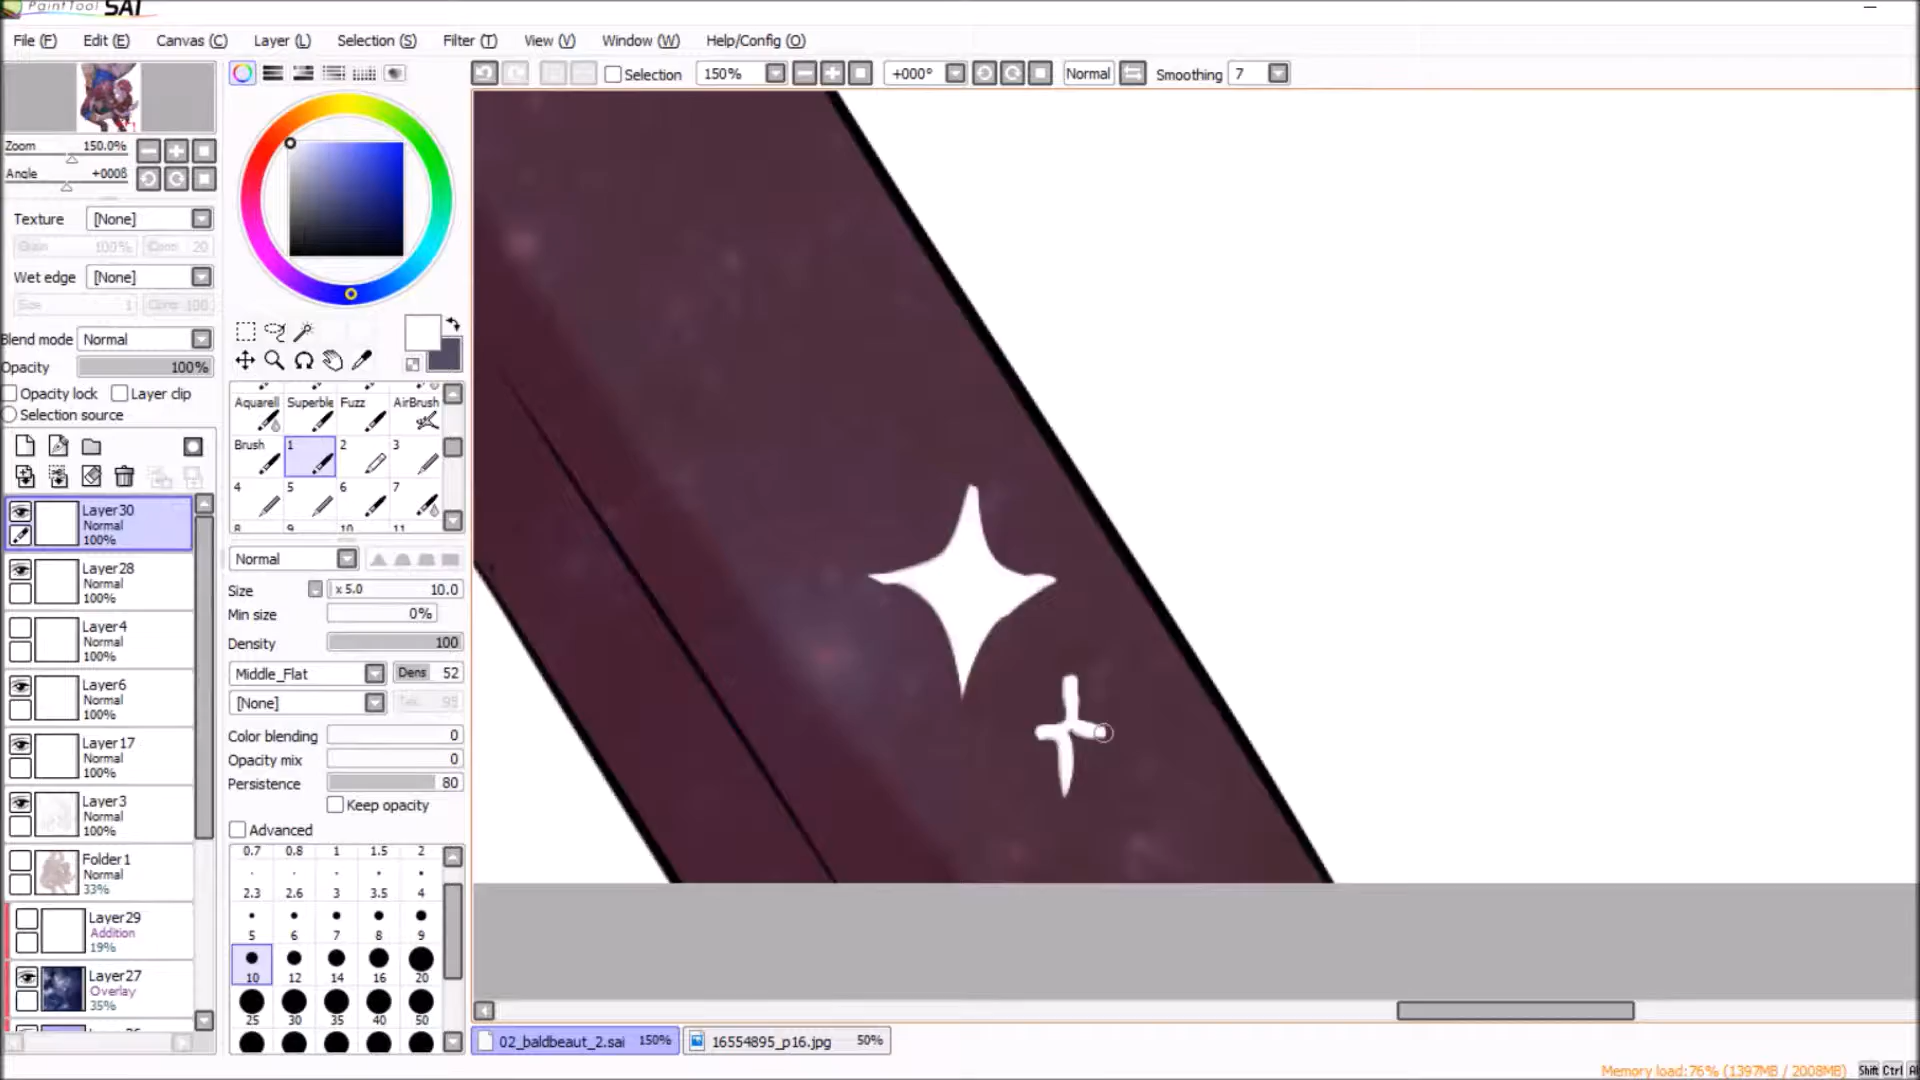 PaintTool SAI
File (F) Edit (E) Canvas (C) Layer (L) Selection (S) Filter (T) View (V) Window (W) Help/Config (O)
Selection 150% +000° Normal Smoothing 7
Zoom 150.0%
Angle +000ß
Texture [None]
Grain 100% 20
Wet edge [None]
Size 1 100
Blend mode Normal
Opacity 100%
Opacity lock Layer clip
Selection source
Layer30
Normal
100%
Layer28
Normal
100%
Layer4
Normal
100%
Layer6
Normal
100%
Layer17
Normal
100%
Layer3
Normal
100%
Folder1
Normal
33%
Layer29
Addition
19%
Layer27
Overlay
35%
Aquarell Superble Fuzz AirBrush
Brush 1 2 3
4 5 6 7
8 9 10 11
Normal
Size x 5.0 10.0
Min size 0%
Density 100
Middle_Flat Dens 52
[None] 95
Color blending 0
Opacity mix 0
Persistence 80
Keep opacity
Advanced
0.7 0.8 1 1.5 2
2.3 2.6 3 3.5 4
5 6 7 8 9
10 12 14 16 20
25 30 35 40 50
02_baldbeaut_2.sai 150% 16554895_p16.jpg 50%
Memory load:76% (1397MB / 2008MB) Shift Ctrl